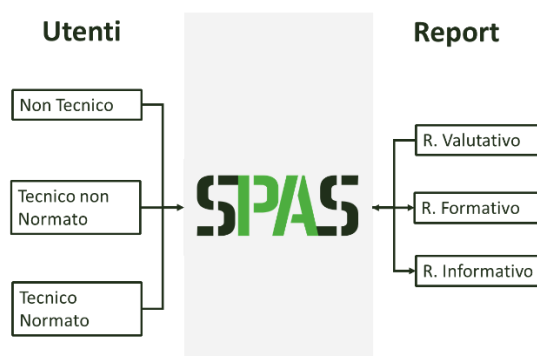 Utenti
Non Tecnico
Tecnico non
Normato
Tecnico
Normato
SPAS
Report
R. Valutativo
R. Formativo
R. Informativo